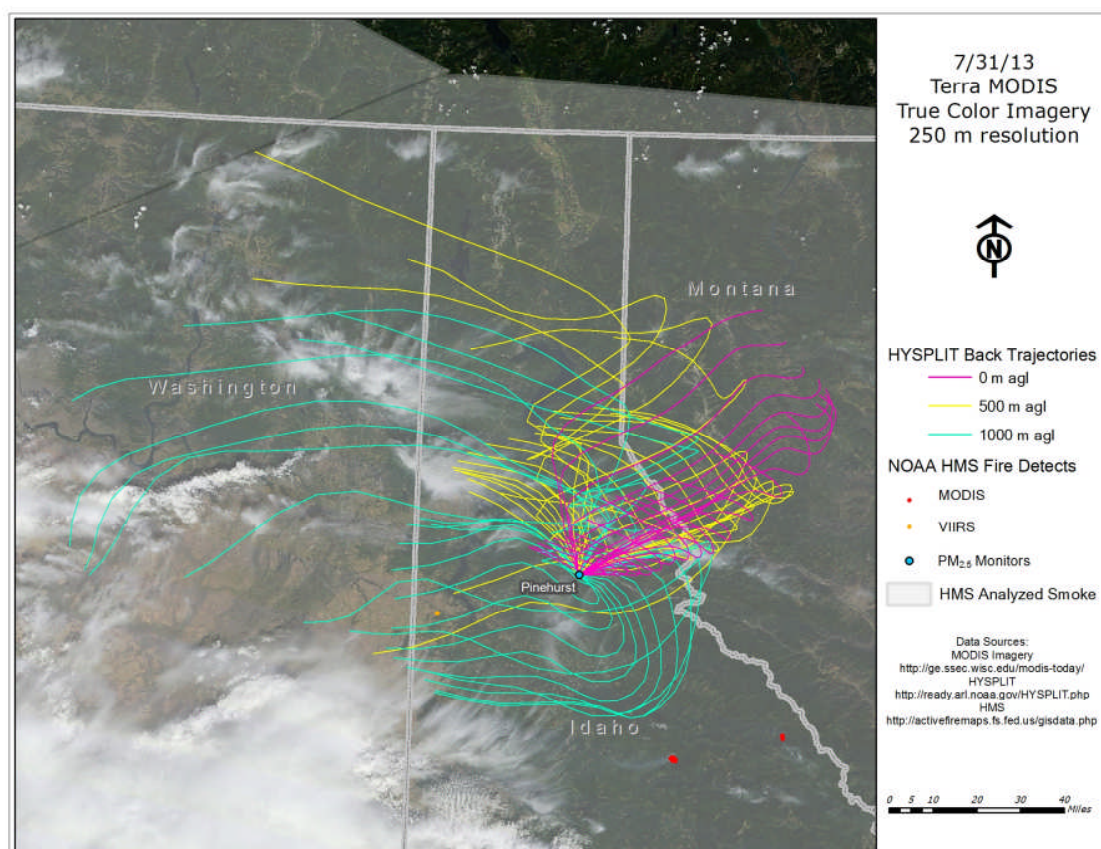 7/31/13
Terra MODIS
True Color Imagery
250 m resolution
N
Montana
Washington
Pinehurst
Idaho
HYSPLIT Back Trajectories
0 m agl
500 m agl
1000 m agl
NOAA HMS Fire Detects
MODIS
VIIRS
PM2.5 Monitors
HMS Analyzed Smoke
Data Sources:
MODIS Imagery
http://ge.ssec.wisc.edu/modis-today/
HYSPLIT
http://ready.arl.noaa.gov/HYSPLIT.php
HMS
http://activefiremaps.fs.fed.us/gisdata.php
0 5 10 20 30 40
Miles